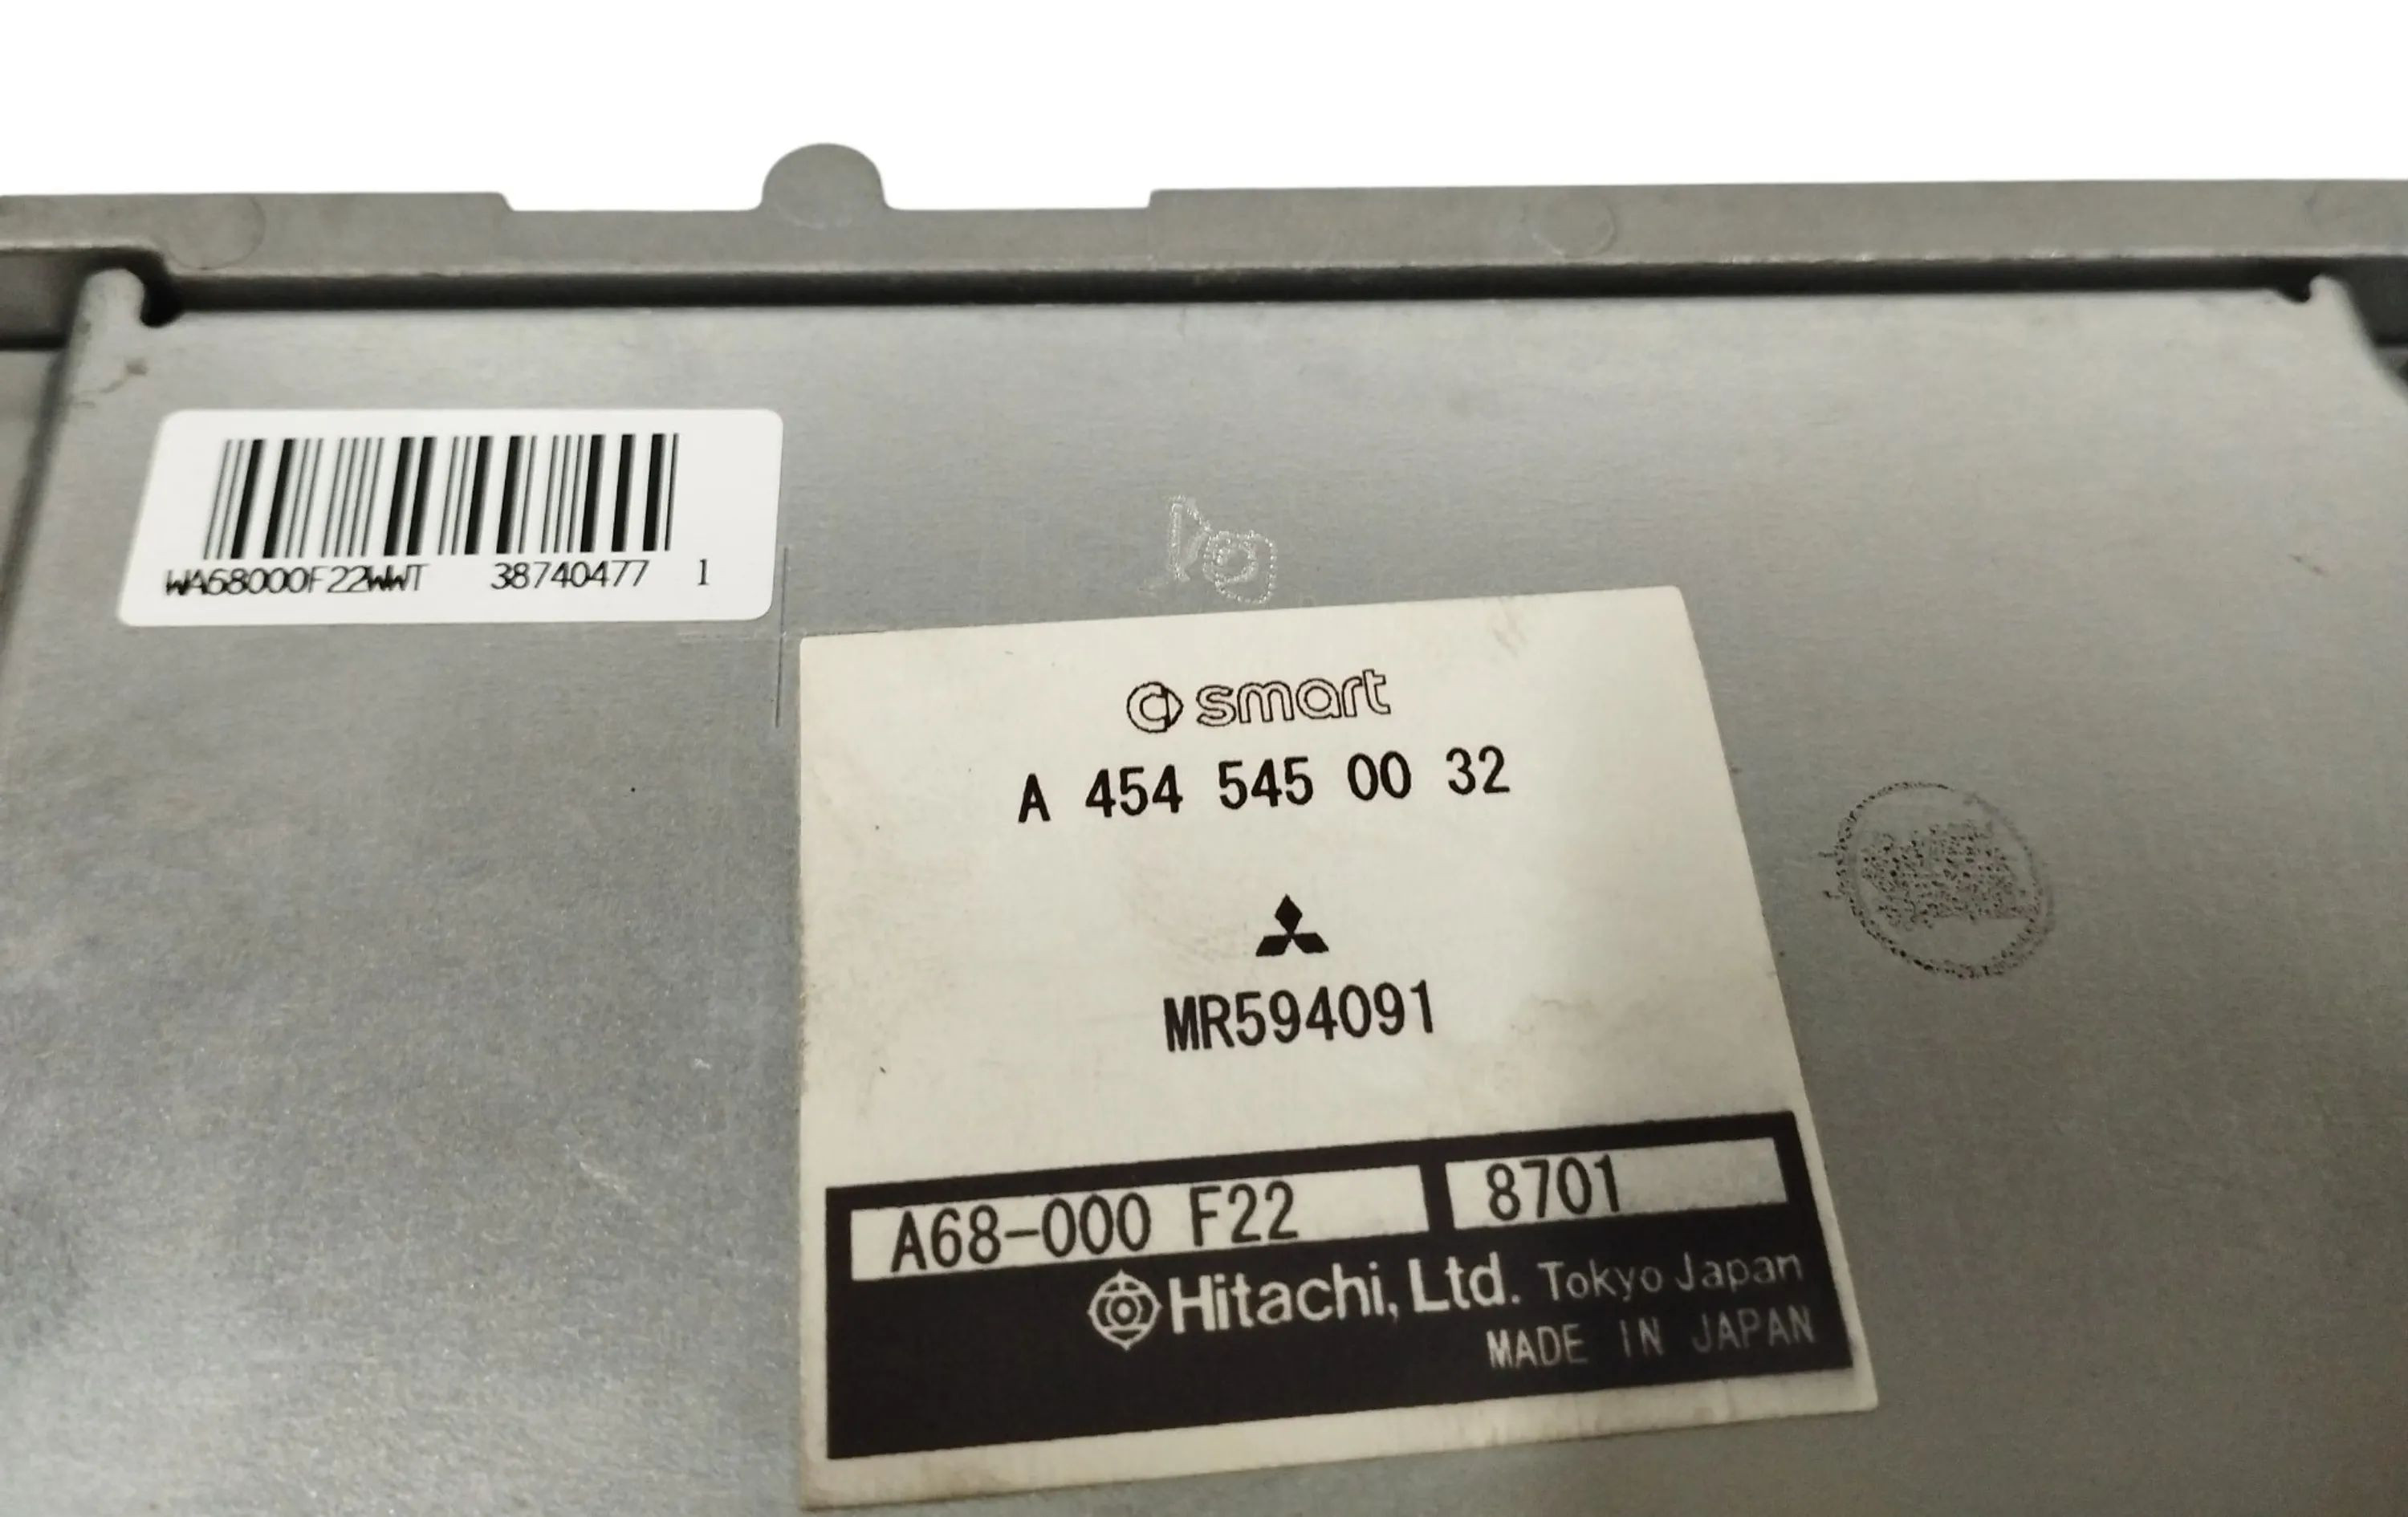 WA68000F22WWT 38740477 1
smart
A 454 545 00 32
MR594091
A68-000 F22 8701
Hitachi, Ltd. Tokyo Japan
MADE IN JAPAN